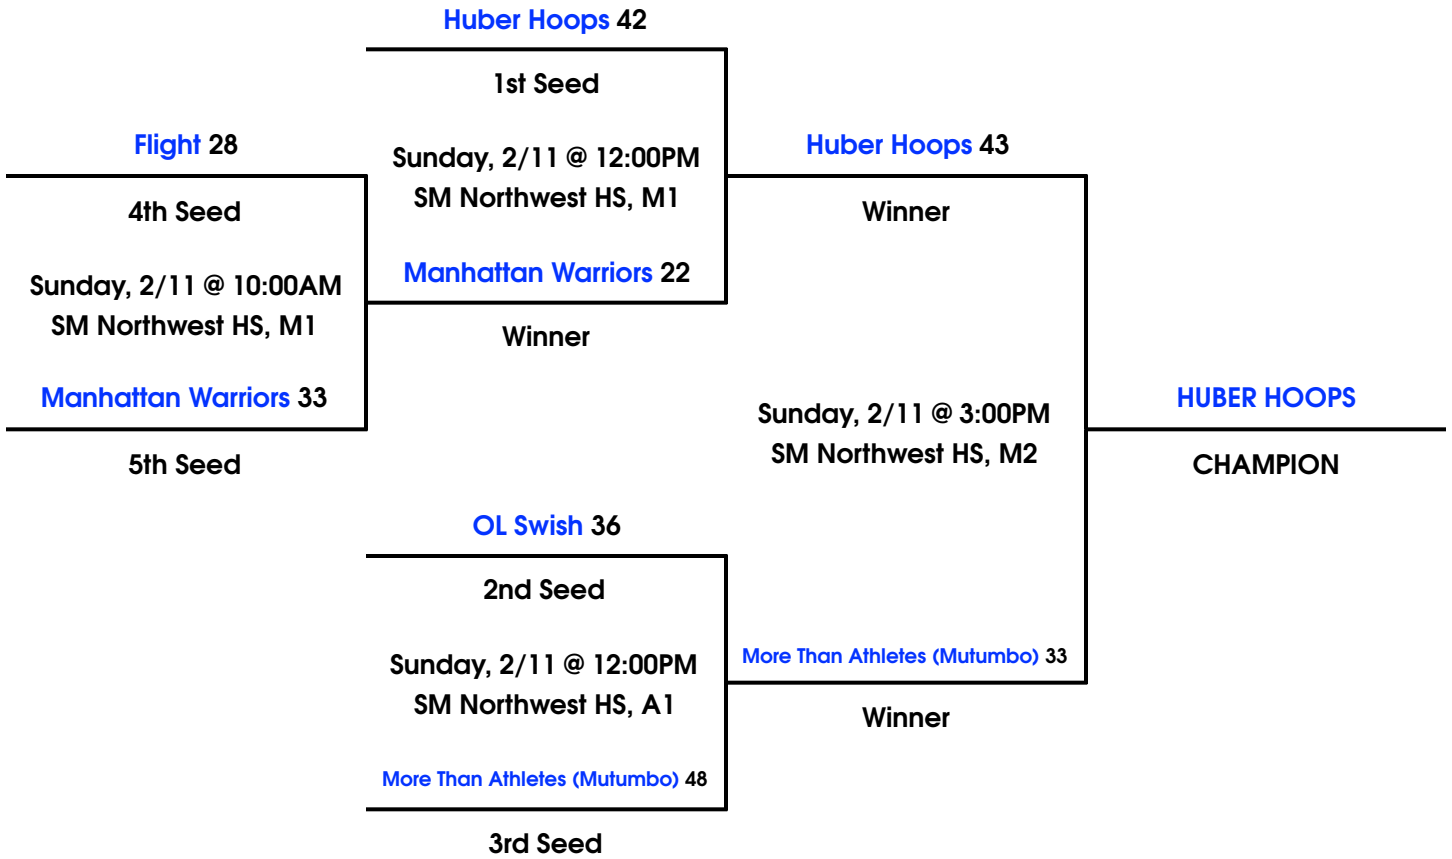 Huber Hoops 42
1st Seed
Sunday, 2/11 @ 12:00PM
SM Northwest HS, M1
Manhattan Warriors 22
Winner
Flight 28
4th Seed
Sunday, 2/11 @ 10:00AM
SM Northwest HS, M1
Manhattan Warriors 33
5th Seed
Huber Hoops 43
Winner
Sunday, 2/11 @ 3:00PM
SM Northwest HS, M2
More Than Athletes (Mutumbo) 33
Winner
HUBER HOOPS
CHAMPION
OL Swish 36
2nd Seed
Sunday, 2/11 @ 12:00PM
SM Northwest HS, A1
More Than Athletes (Mutumbo) 48
3rd Seed